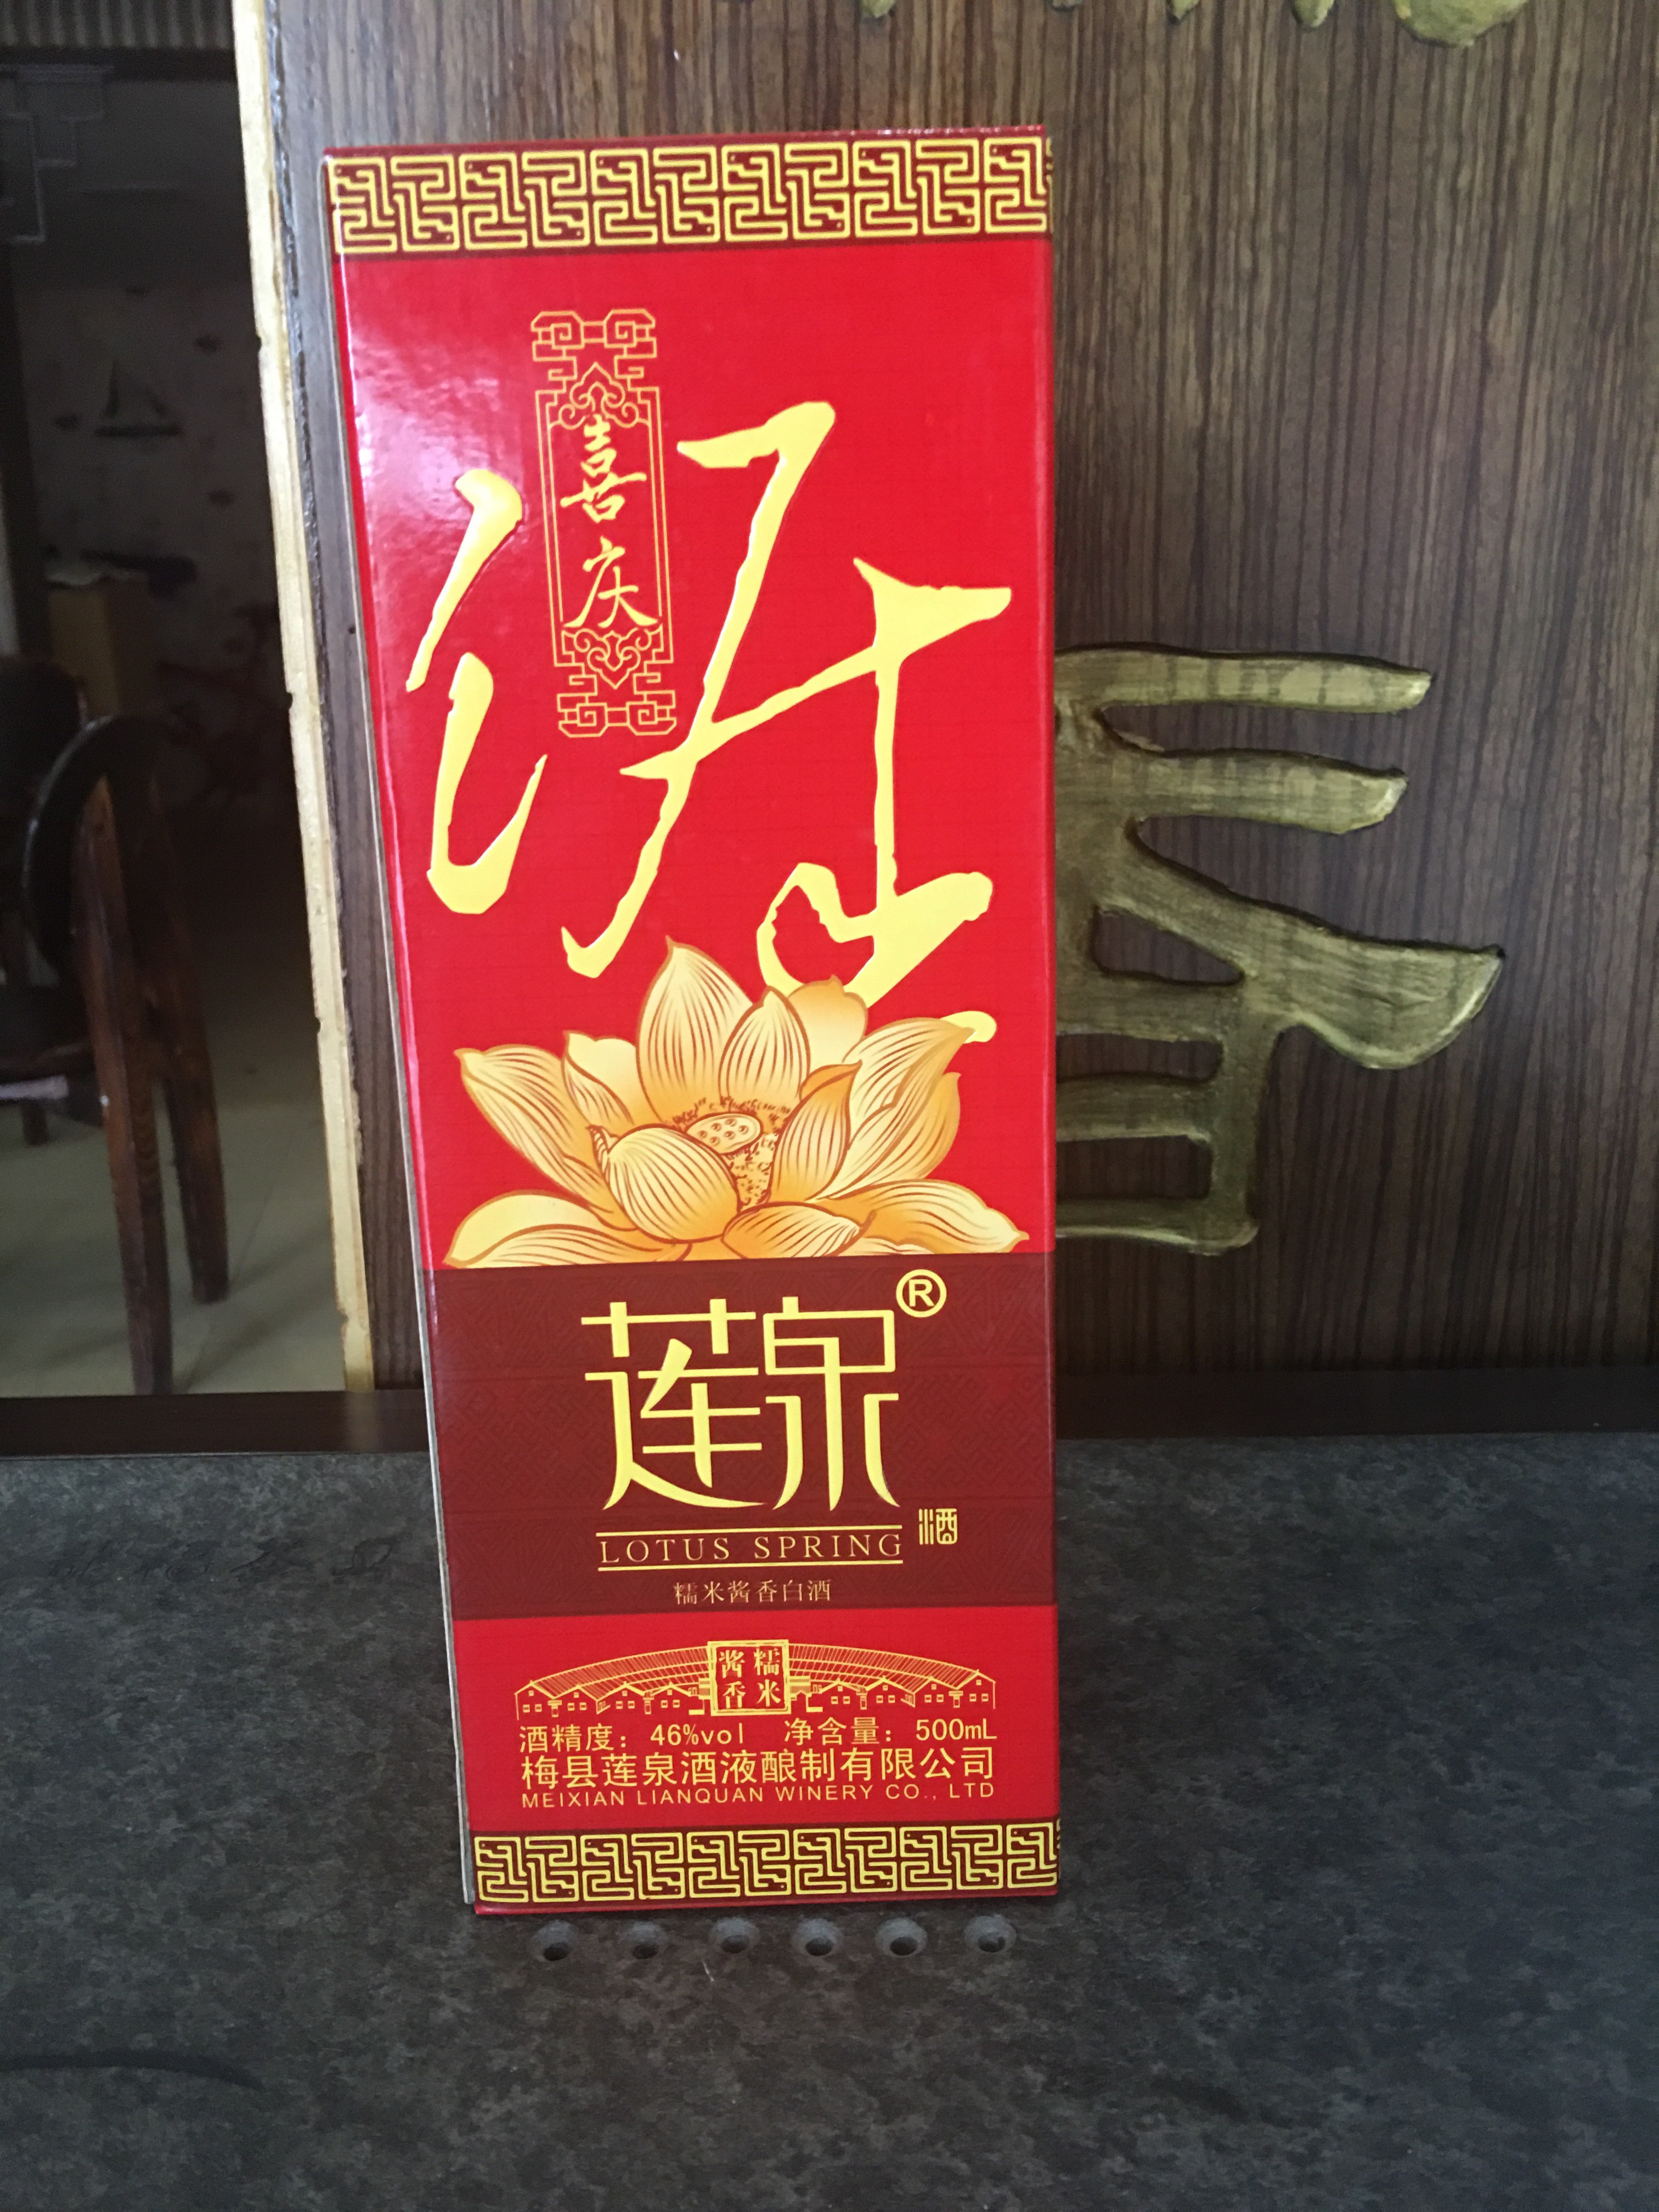 喜庆
莲泉®
酒
LOTUS SPRING
糯米酱香白酒
糯米
酱香
酒精度：46%vol 净含量：500mL
梅县莲泉酒液酿制有限公司
MEIXIAN LIANQUAN WINERY CO., LTD